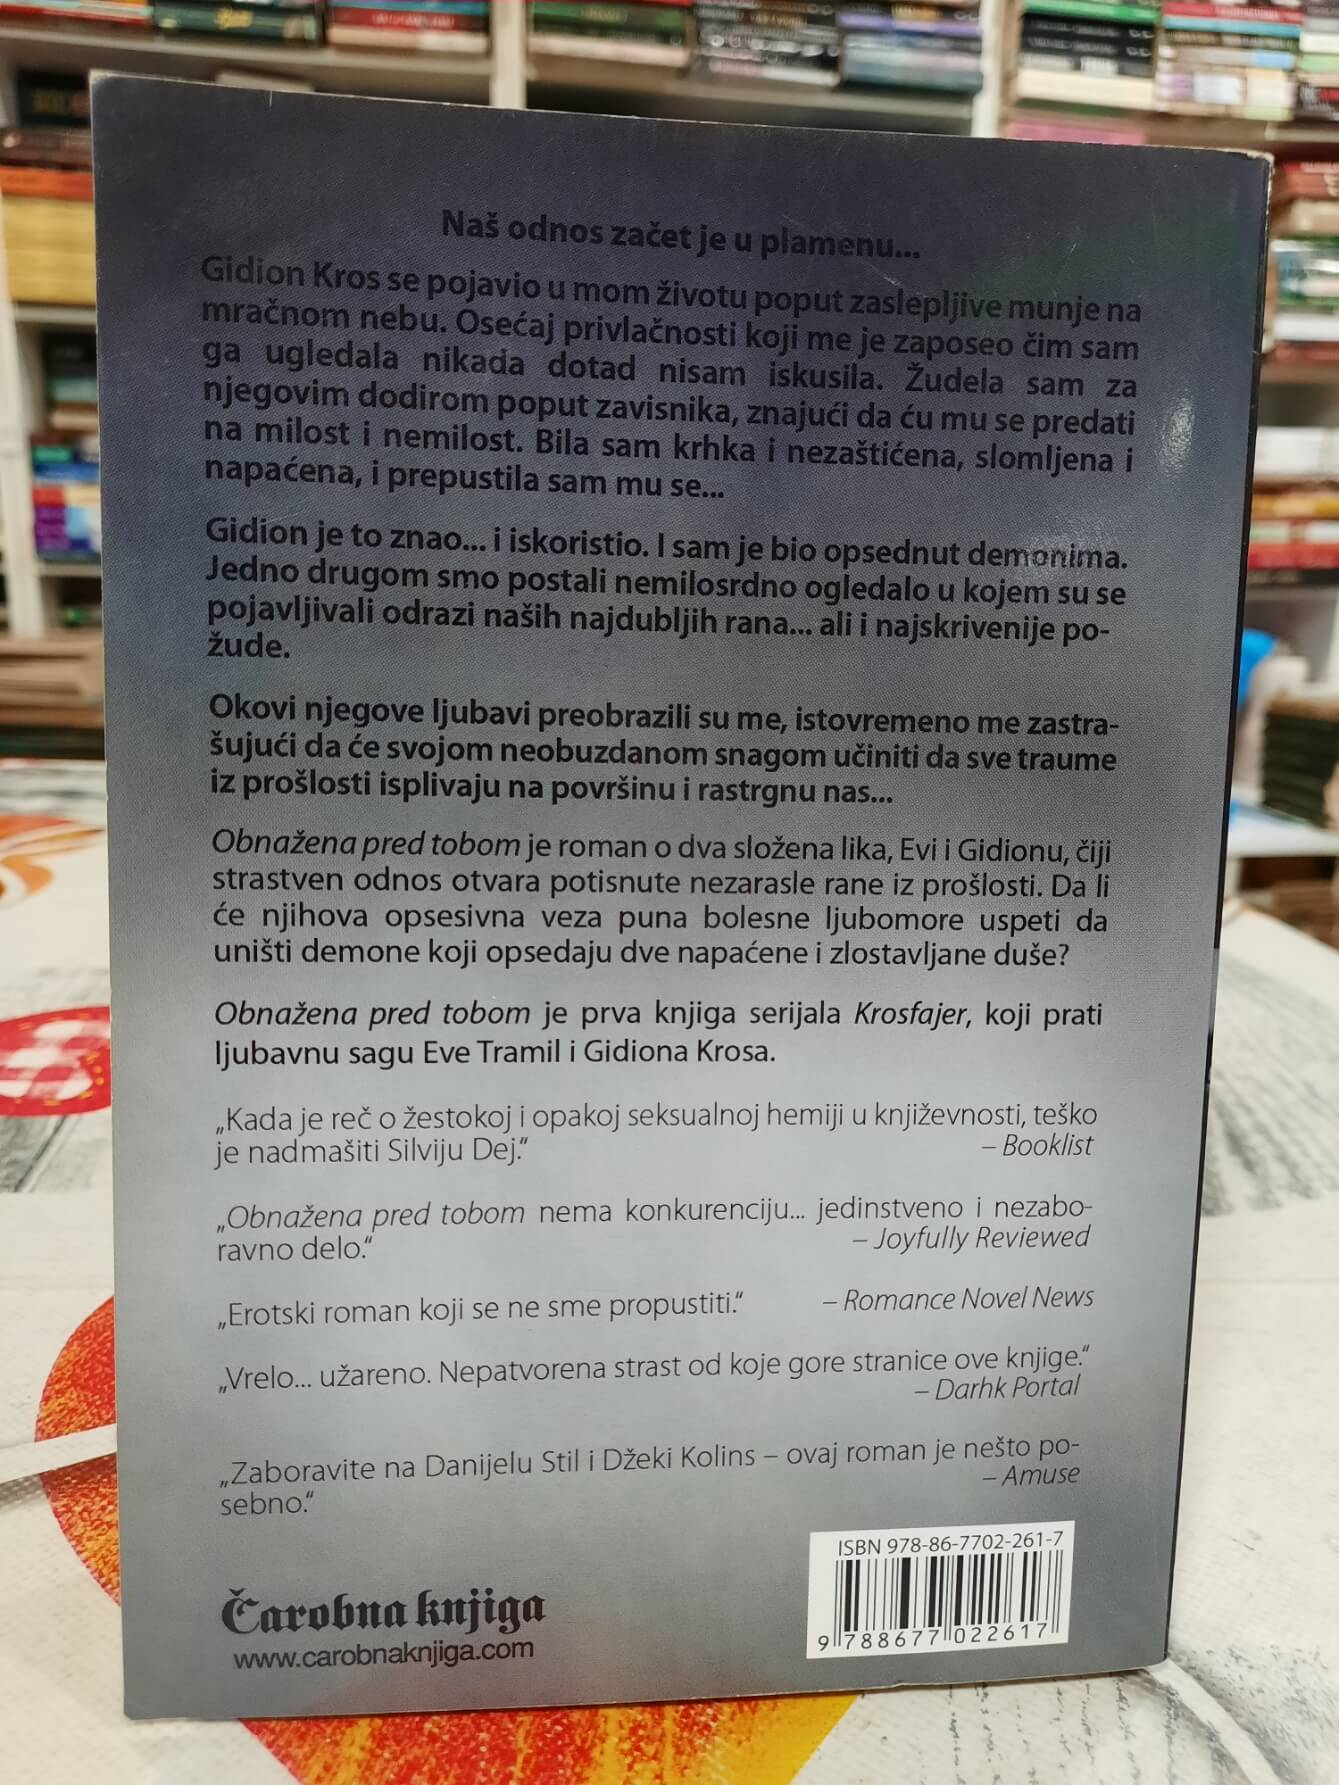 Naš odnos začet je u plamenu...
Gidion Kros se pojavio u mom životu poput zaslepljive munje na
mračnom nebu. Osećaj privlačnosti koji me je zaposeo čim sam
ga ugledala nikada dotad nisam iskusila. Žudela sam za
njegovim dodirom poput zavisnika, znajući da ću mu se predati
na milost i nemilost. Bila sam krhka i nezaštićena, slomljena i
napaćena, i prepustila sam mu se...
Gidion je to znao... i iskoristio. I sam je bio opsednut demonima.
Jedno drugom smo postali nemilosrdno ogledalo u kojem su se
pojavljivali odrazi naših najdubljih rana... ali i najskrivenije po-
žude.
Okovi njegove ljubavi preobrazili su me, istovremeno me zastra-
šujući da će svojom neobuzdanom snagom učiniti da sve traume
iz prošlosti isplivaju na površinu i rastrgnu nas...
Obnažena pred tobom je roman o dva složena lika, Evi i Gidionu, čiji
strastven odnos otvara potisnute nezarasle rane iz prošlosti. Da li
će njihova opsesivna veza puna bolesne ljubomore uspeti da
uništi demone koji opsedaju dve napaćene i zlostavljane duše?
Obnažena pred tobom je prva knjiga serijala Krosfajer, koji prati
ljubavnu sagu Eve Tramil i Gidiona Krosa.
„Kada je reč o žestokoj i opakoj seksualnoj hemiji u književnosti, teško
je nadmašiti Silviju Dej.“ – Booklist
„Obnažena pred tobom nema konkurenciju... jedinstveno i nezabo-
ravno delo.“ – Joyfully Reviewed
„Erotski roman koji se ne sme propustiti.“ – Romance Novel News
„Vrelo... užareno. Nepatvorena strast od koje gore stranice ove knjige.“
– Darhk Portal
„Zaboravite na Danijelu Stil i Džeki Kolins – ovaj roman je nešto po-
sebno.“ – Amuse
ISBN 978-86-7702-261-7
9 788677 022617
Čarobna knjiga
www.carobnaknjiga.com